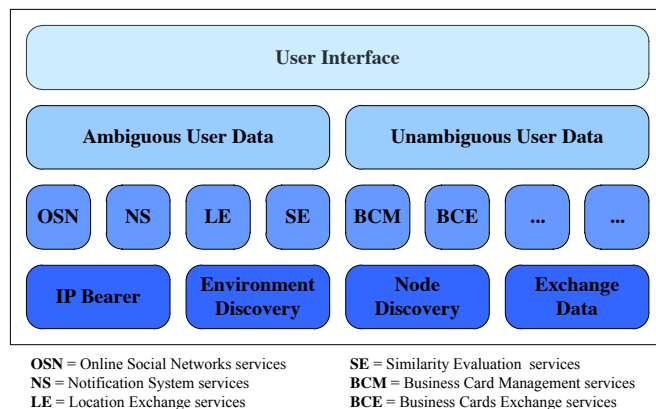 User Interface
Ambiguous User Data
Unambiguous User Data
OSN
NS
LE
SE
BCM
BCE
...
...
IP Bearer
Environment
Discovery
Node
Discovery
Exchange
Data
OSN = Online Social Networks services
NS = Notification System services
LE = Location Exchange services
SE = Similarity Evaluation services
BCM = Business Card Management services
BCE = Business Cards Exchange services